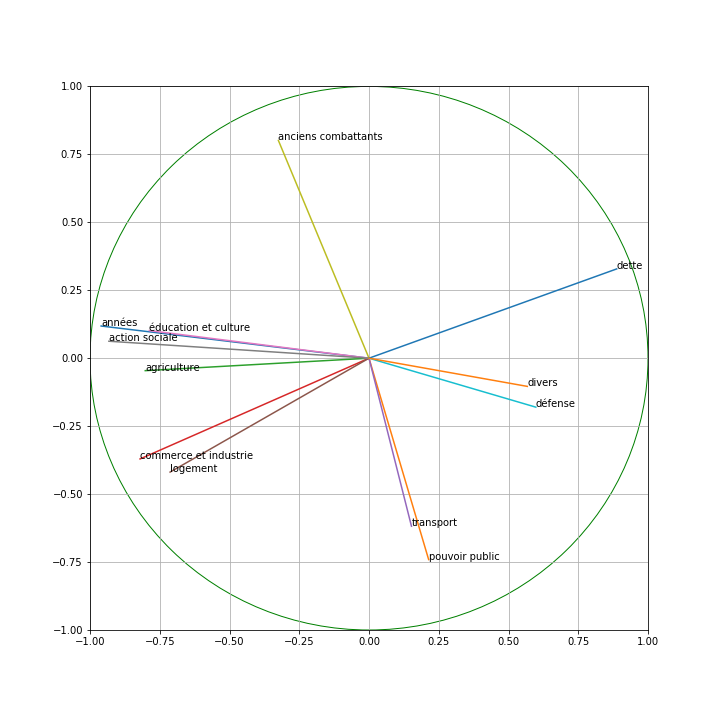 1.00
anciens combattants
0.75
0.50
dette
0.25
années
éducation et culture
action sociale
0.00
agriculture
divers
défense
−0.25
commerce et industrie
logement
−0.50
transport
pouvoir public
−0.75
−1.00
−1.00 −0.75 −0.50 −0.25 0.00 0.25 0.50 0.75 1.00